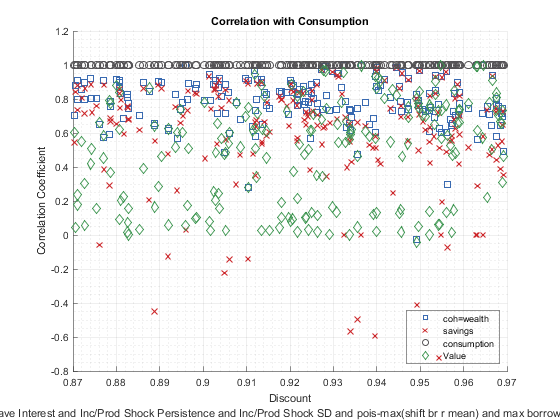 Correlation with Consumption
1.2
1
0.8
0.6
0.4
0.2
0
-0.2
-0.4
-0.6
-0.8
Correlation Coefficient
coh=wealth
savings
consumption
Value
0.87 0.88 0.89 0.9 0.91 0.92 0.93 0.94 0.95 0.96 0.97
Discount
ave Interest and Inc/Prod Shock Persistence and Inc/Prod Shock SD and pois-max(shift br r mean) and max borrow